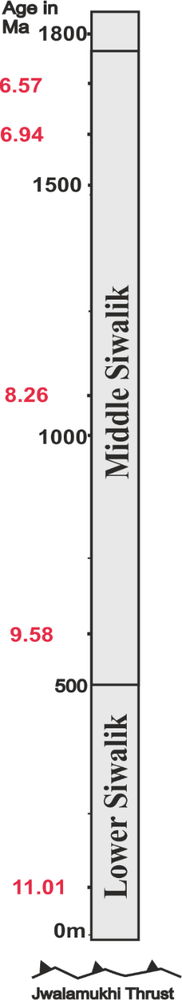 Age in
Ma
1800
6.57
6.94
1500
Middle Siwalik
8.26
1000
9.58
500
Lower Siwalik
11.01
0m
Jwalamukhi Thrust